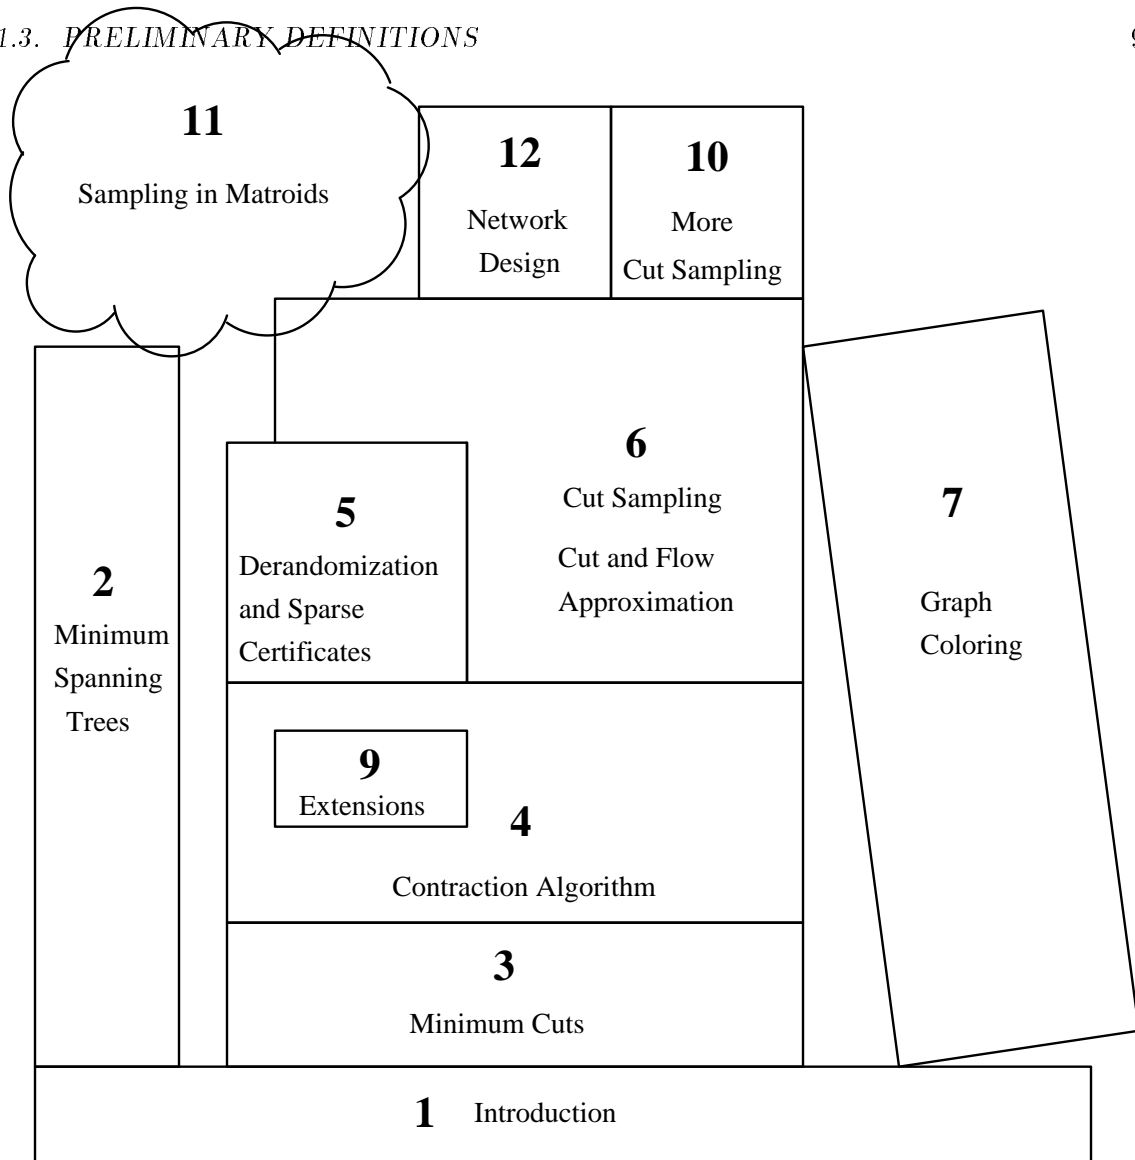 1.3. PRELIMINARY DEFINITIONS 9
11
Sampling in Matroids
12
Network
Design
10
More
Cut Sampling
6
Cut Sampling
Cut and Flow
Approximation
5
Derandomization
and Sparse
Certificates
7
Graph
Coloring
2
Minimum
Spanning
Trees
9
Extensions
4
Contraction Algorithm
3
Minimum Cuts
1 Introduction